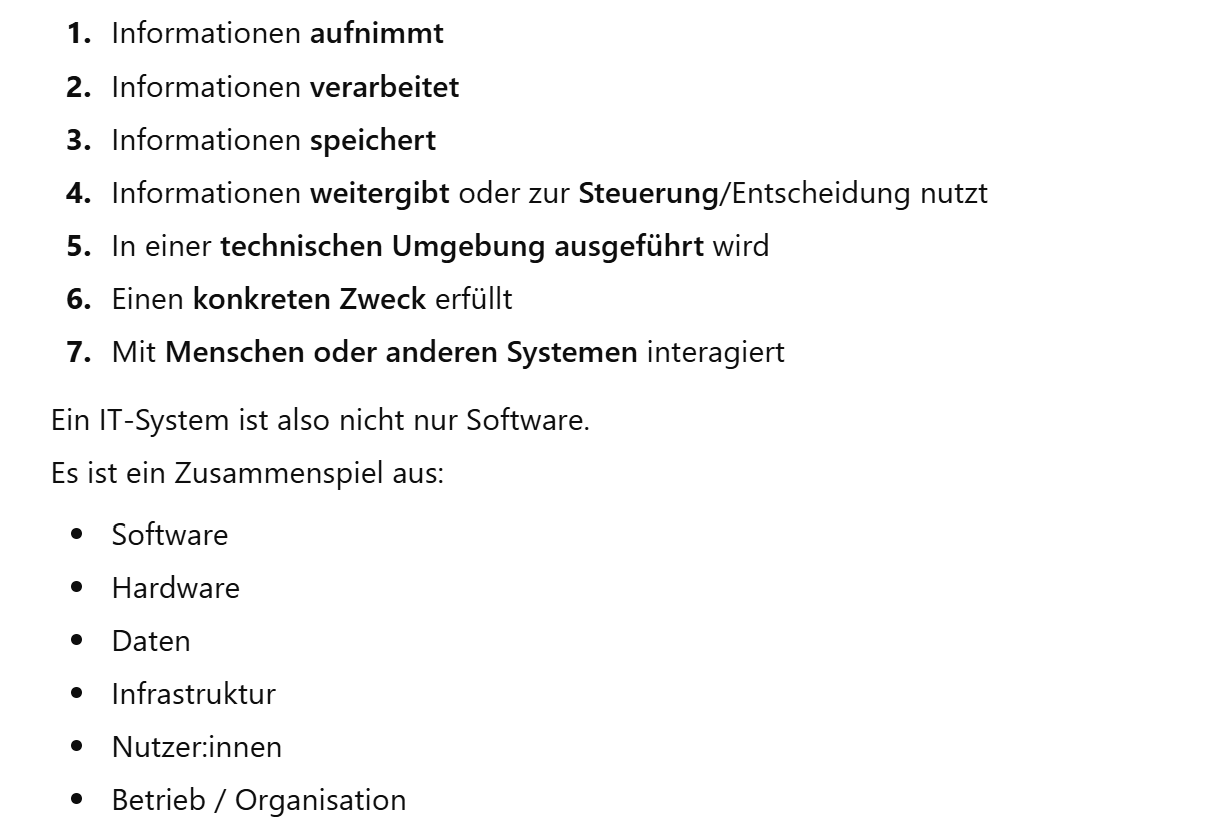 1. Informationen aufnimmt
2. Informationen verarbeitet
3. Informationen speichert
4. Informationen weitergibt oder zur Steuerung/Entscheidung nutzt
5. In einer technischen Umgebung ausgeführt wird
6. Einen konkreten Zweck erfüllt
7. Mit Menschen oder anderen Systemen interagiert
Ein IT-System ist also nicht nur Software.
Es ist ein Zusammenspiel aus:
• Software
• Hardware
• Daten
• Infrastruktur
• Nutzer:innen
• Betrieb / Organisation